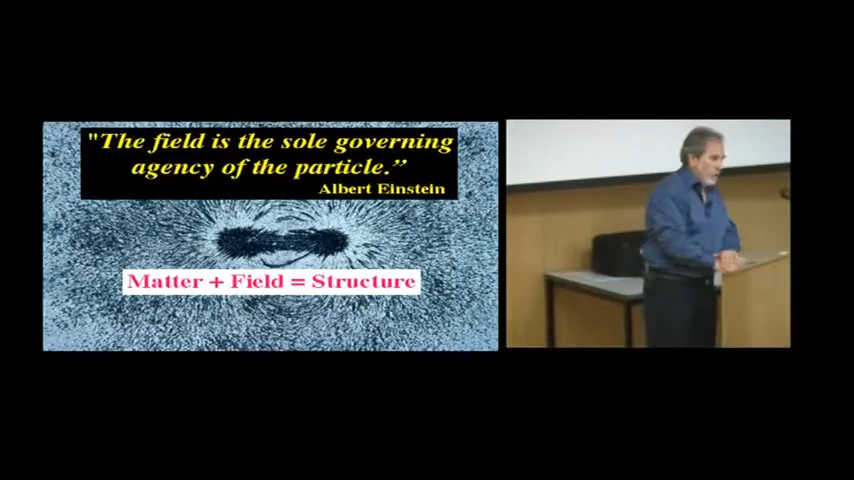 "The field is the sole governing
agency of the particle.”
Albert Einstein
Matter + Field = Structure